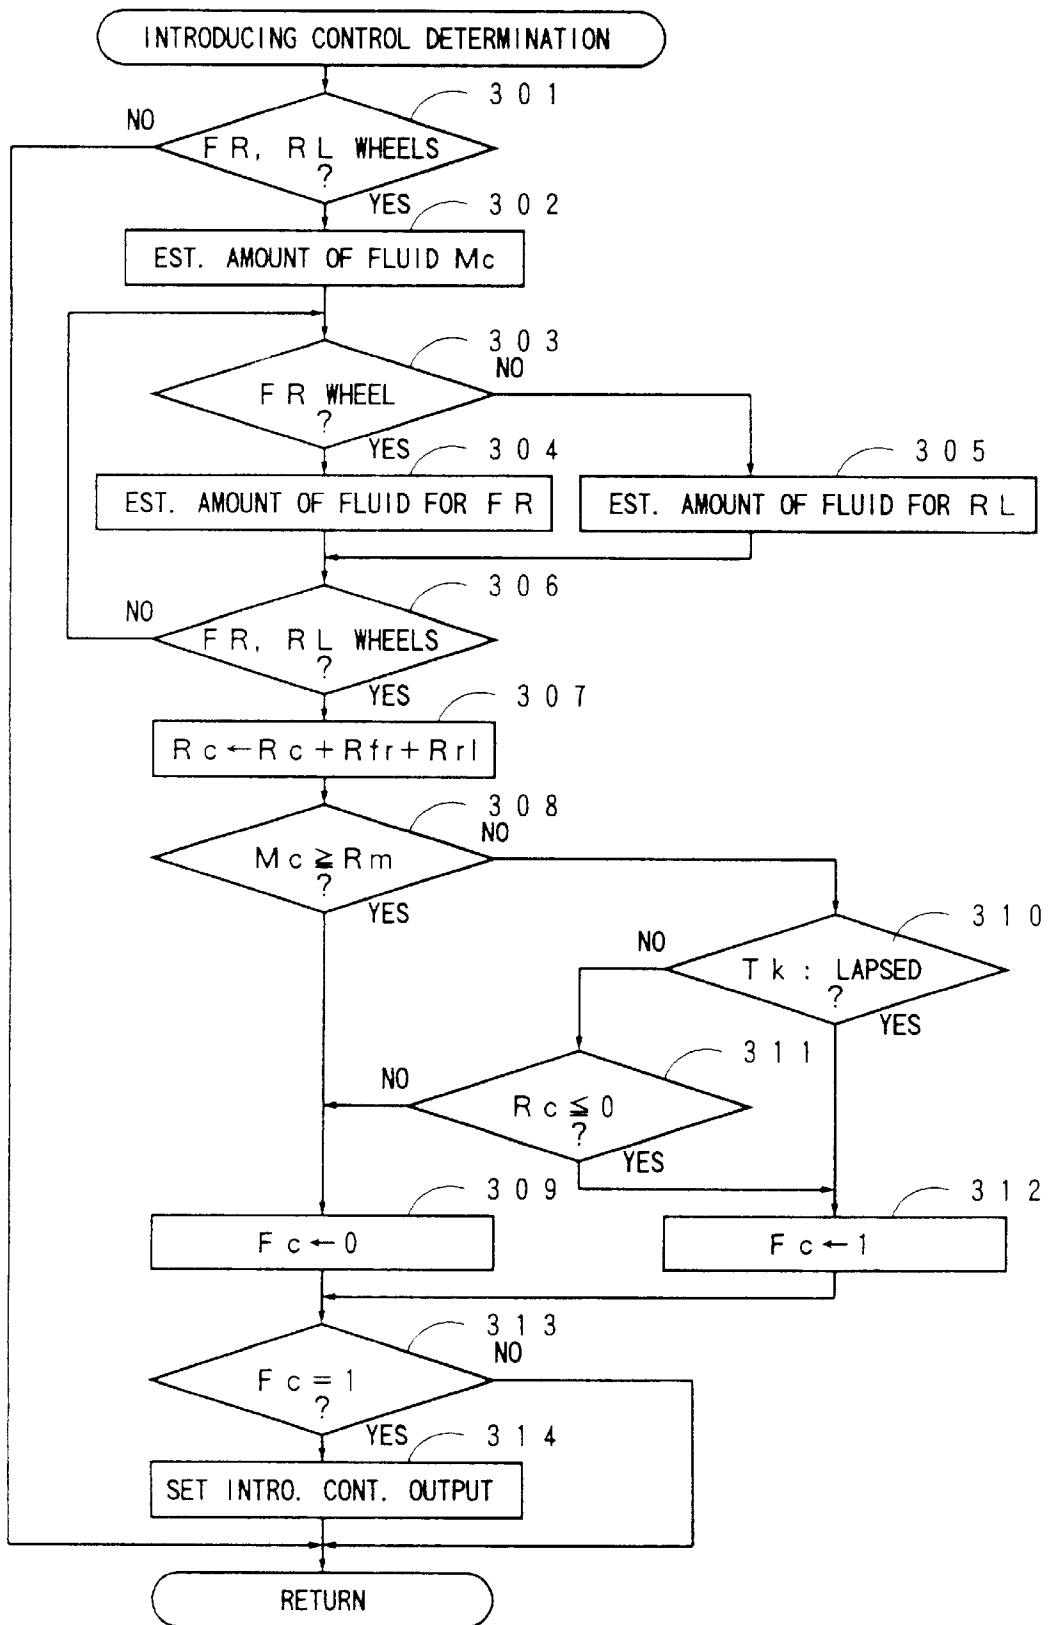 INTRODUCING CONTROL DETERMINATION
301
NO
FR, RL WHEELS
?
YES
302
EST. AMOUNT OF FLUID Mc
303
NO
FR WHEEL
?
YES
304
305
EST. AMOUNT OF FLUID FOR FR
EST. AMOUNT OF FLUID FOR RL
306
NO
FR, RL WHEELS
?
YES
307
Rc←Rc+Rfr+Rrl
308
NO
Mc≧Rm
?
YES
310
NO
Tk: LAPSED
?
YES
311
NO
Rc≦0
?
YES
309
312
Fc←0
Fc←1
313
NO
Fc=1
?
YES
314
SET INTRO. CONT. OUTPUT
RETURN